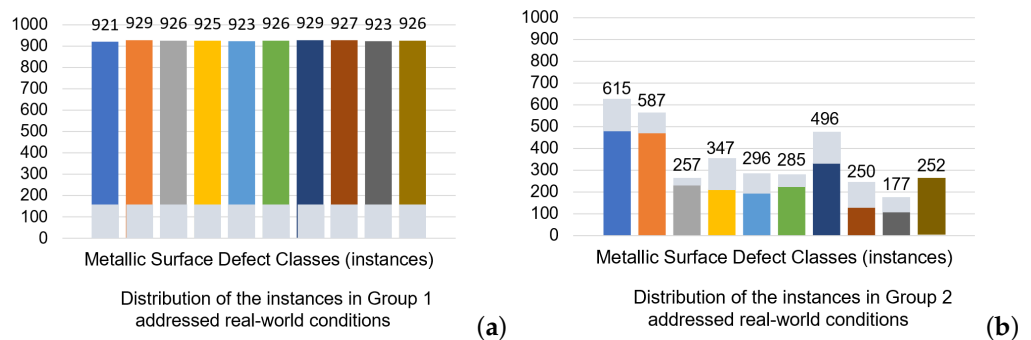 1000
900
800
700
600
500
400
300
200
100
0
921 929 926 925 923 926 929 927 923 926
Metallic Surface Defect Classes (instances)
Distribution of the instances in Group 1
addressed real-world conditions
(a)
1000
900
800
700
600
500
400
300
200
100
0
615 587 257 347 296 285 496 250 177 252
Metallic Surface Defect Classes (instances)
Distribution of the instances in Group 2
addressed real-world conditions
(b)